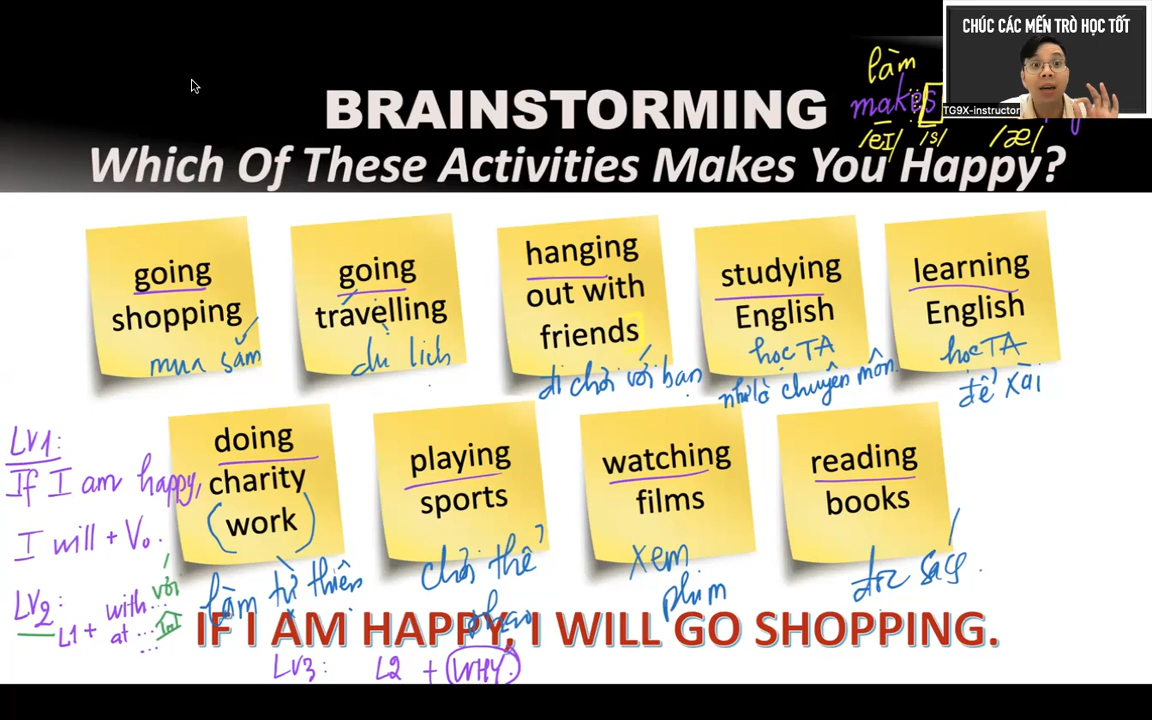 CHÚC CÁC MẾN TRÒ HỌC TỐT
TG9X-instructor
làm
makes
/eɪ/ /s/ /æ/
BRAINSTORMING
Which Of These Activities Makes You Happy?
going
shopping
mua sắm
going
travelling
du lịch
hanging
out with
friends
đi chơi với bạn
studying
English
học TA
như là chuyên môn
learning
English
học TA
để xài
doing
charity
(work)
làm từ thiện
playing
sports
chơi thể
thao
watching
films
xem
phim
reading
books
đọc sách
LV1:
If I am happy,
I will + V₀.
với
LV2:
L1 + with...
at ...
...
IF I AM HAPPY, I WILL GO SHOPPING.
LV3: L2 + WHY.